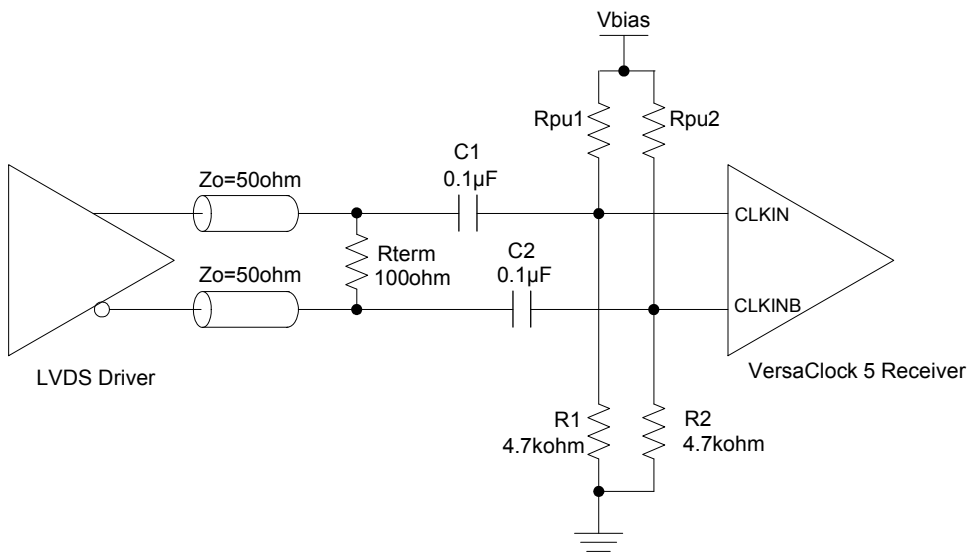 Vbias
Rpu1
Rpu2
C1
0.1µF
Zo=50ohm
CLKIN
Rterm
100ohm
C2
0.1µF
Zo=50ohm
CLKINB
LVDS Driver
VersaClock 5 Receiver
R1
4.7kohm
R2
4.7kohm